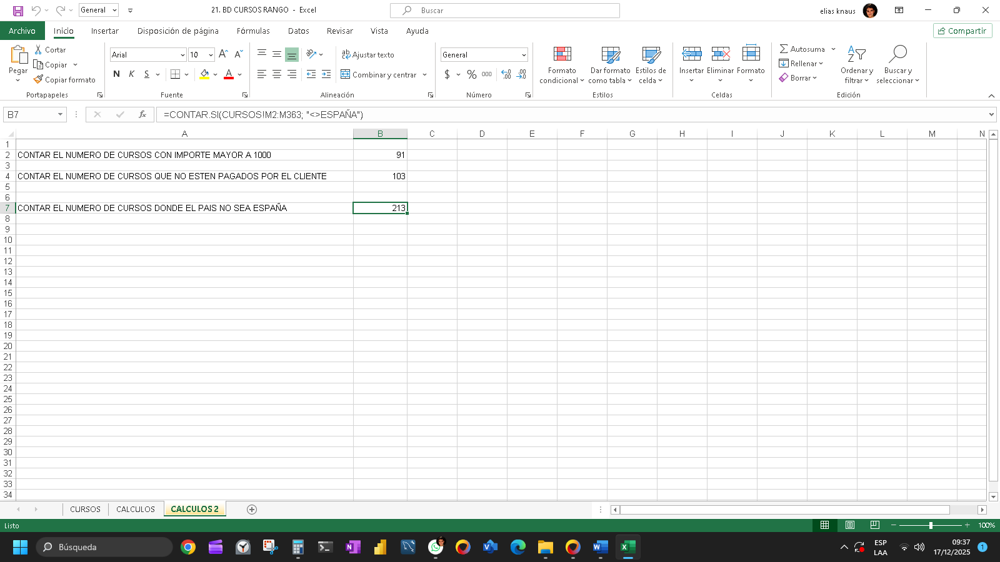 General
21. BD CURSOS RANGO - Excel
Buscar
elias knaus
Archivo Inicio Insertar Disposición de página Fórmulas Datos Revisar Vista Ayuda
Compartir
Pegar
Cortar
Copiar
Copiar formato
Portapapeles
Arial 10
N K S
Fuente
Ajustar texto
Combinar y centrar
Alineación
General
$ % 000
Número
Formato condicional
Dar formato como tabla
Estilos de celda
Estilos
Insertar Eliminar Formato
Celdas
Autosuma
Rellenar
Borrar
Ordenar y filtrar
Buscar y seleccionar
Edición
B7
fx
=CONTAR.SI(CURSOS!M2:M363; "<>ESPAÑA")
A B C D E F G H I J K L M N
1
2 CONTAR EL NUMERO DE CURSOS CON IMPORTE MAYOR A 1000 91
3
4 CONTAR EL NUMERO DE CURSOS QUE NO ESTEN PAGADOS POR EL CLIENTE 103
5
6
7 CONTAR EL NUMERO DE CURSOS DONDE EL PAIS NO SEA ESPAÑA 213
8
9
10
11
12
13
14
15
16
17
18
19
20
21
22
23
24
25
26
27
28
29
30
31
32
33
34
CURSOS CALCULOS CALCULOS 2
Listo
100%
Búsqueda
ESP
LAA
09:37
17/12/2025
1